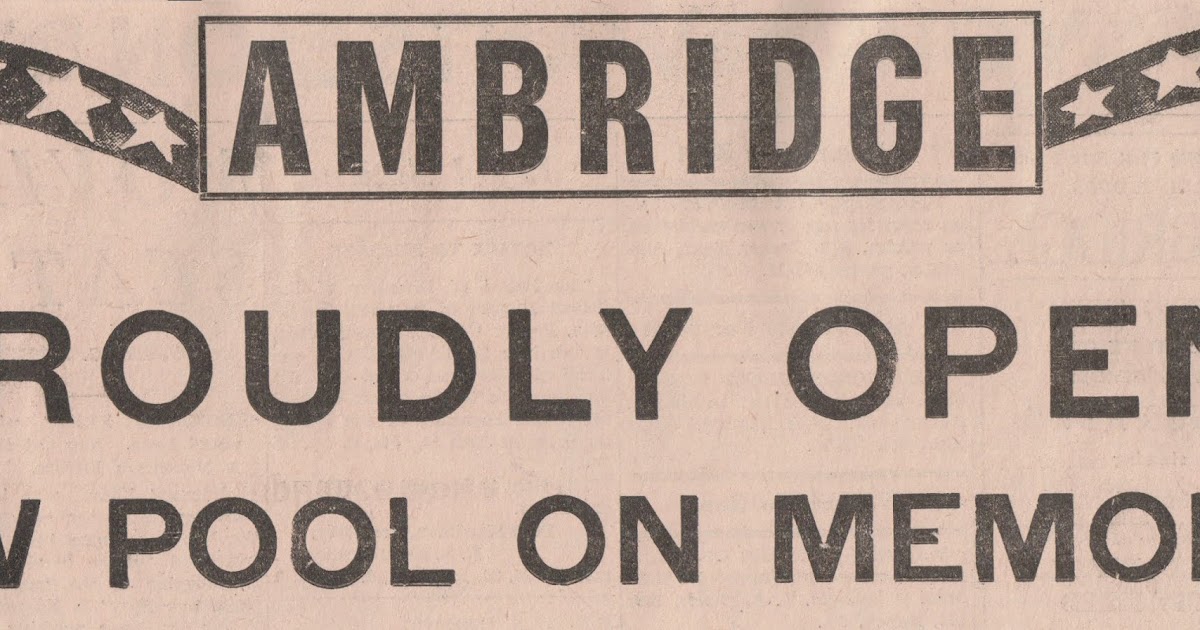 AMBRIDGE
ROUDLY OPEN
W POOL ON MEMO